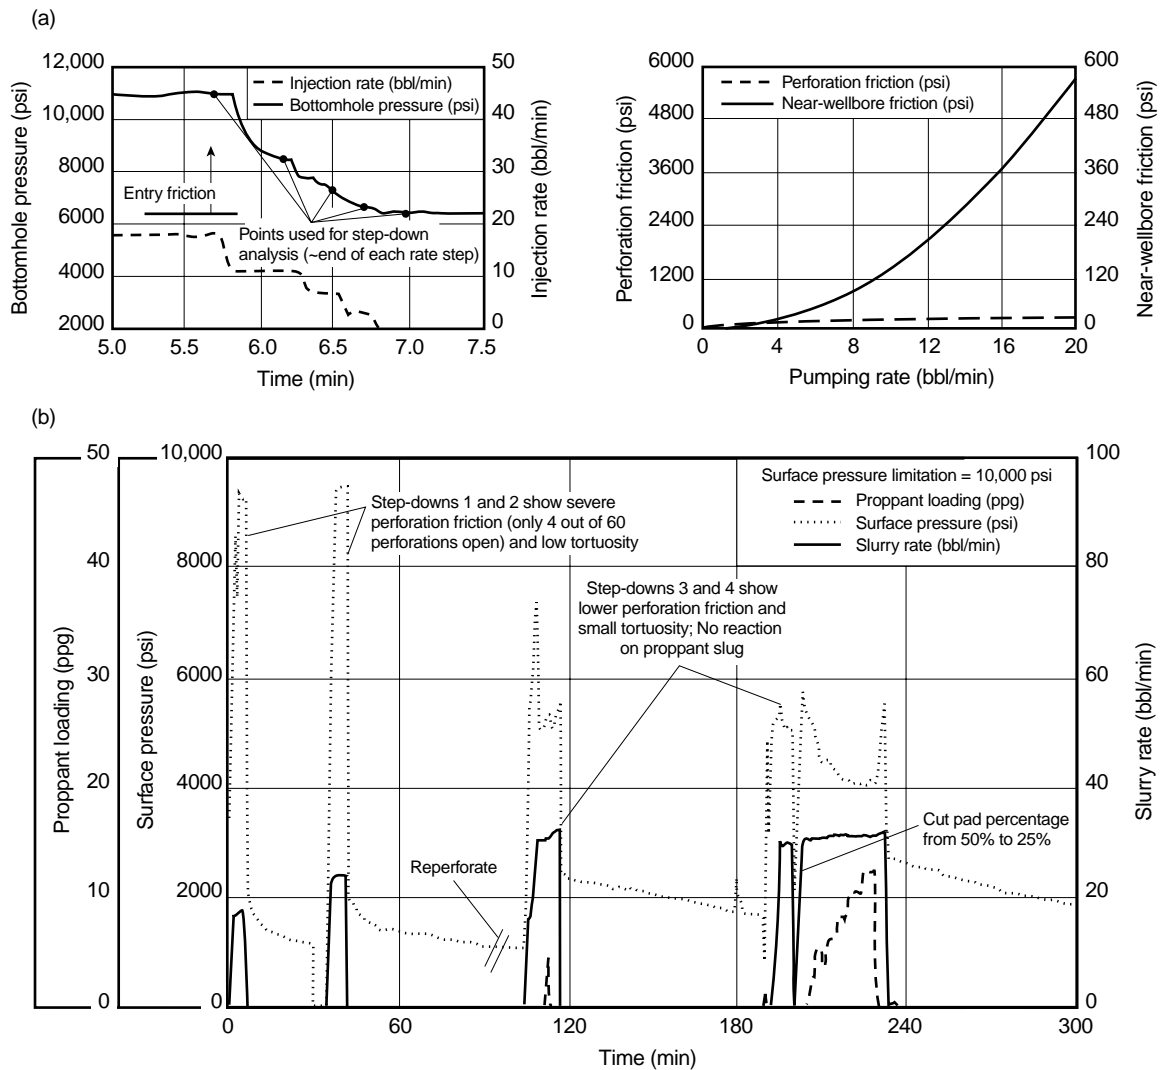 (a)
12,000
10,000
8000
6000
4000
2000
Bottomhole pressure (psi)
Injection rate (bbl/min)
Bottomhole pressure (psi)
Entry friction
Points used for step-down
analysis (~end of each rate step)
50
40
30
20
10
0
Injection rate (bbl/min)
5.0
5.5
6.0
6.5
7.0
7.5
Time (min)
6000
4800
3600
2400
1200
0
Perforation friction (psi)
Perforation friction (psi)
Near-wellbore friction (psi)
600
480
360
240
120
0
Near-wellbore friction (psi)
0
4
8
12
16
20
Pumping rate (bbl/min)
(b)
50
40
30
20
10
0
Proppant loading (ppg)
10,000
8000
6000
4000
2000
0
Surface pressure (psi)
Surface pressure limitation = 10,000 psi
Proppant loading (ppg)
Surface pressure (psi)
Slurry rate (bbl/min)
Step-downs 1 and 2 show severe
perforation friction (only 4 out of 60
perforations open) and low tortuosity
Step-downs 3 and 4 show
lower perforation friction and
small tortuosity; No reaction
on proppant slug
Cut pad percentage
from 50% to 25%
Reperforate
100
80
60
40
20
0
Slurry rate (bbl/min)
0
60
120
180
240
300
Time (min)